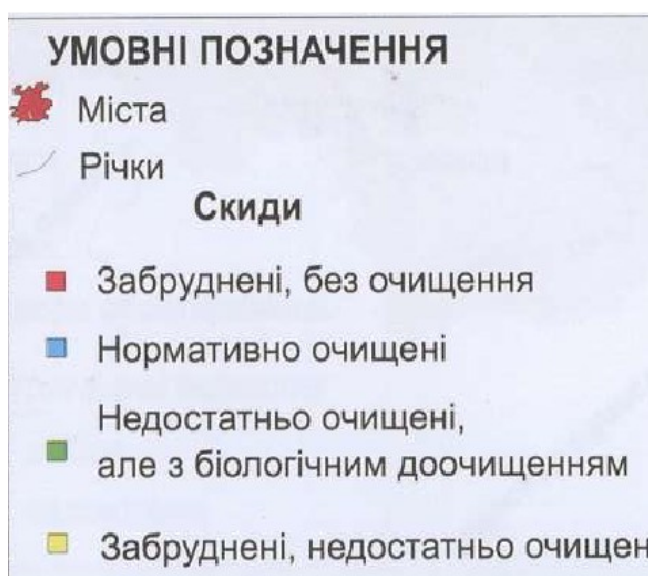 УМОВНІ ПОЗНАЧЕННЯ
Міста
Річки
Скиди
Забруднені, без очищення
Нормативно очищені
Недостатньо очищені,
але з біологічним доочищенням
Забруднені, недостатньо очищен